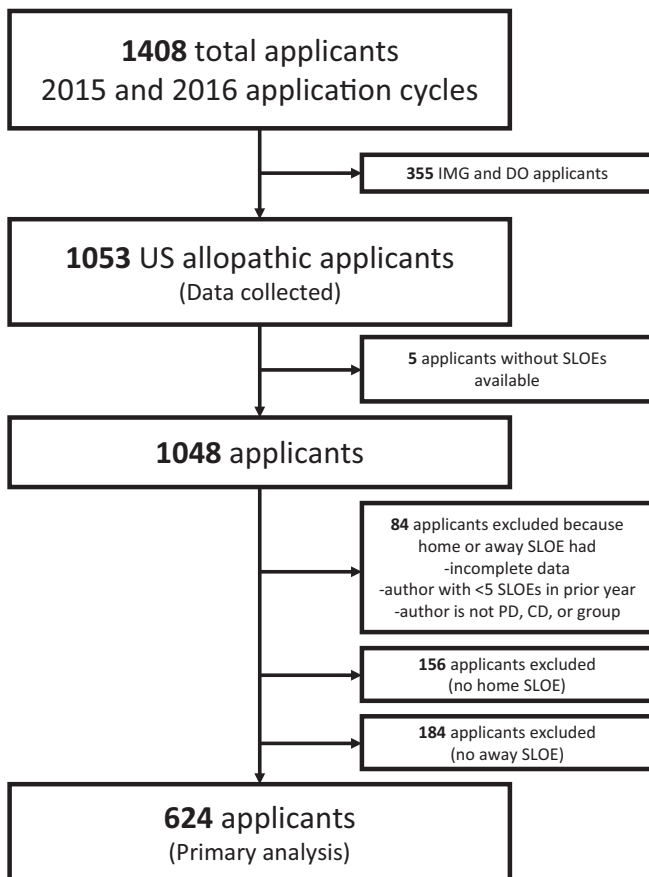 1408 total applicants
2015 and 2016 application cycles
355 IMG and DO applicants
1053 US allopathic applicants
(Data collected)
5 applicants without SLOEs
available
1048 applicants
84 applicants excluded because
home or away SLOE had
-incomplete data
-author with <5 SLOEs in prior year
-author is not PD, CD, or group
156 applicants excluded
(no home SLOE)
184 applicants excluded
(no away SLOE)
624 applicants
(Primary analysis)